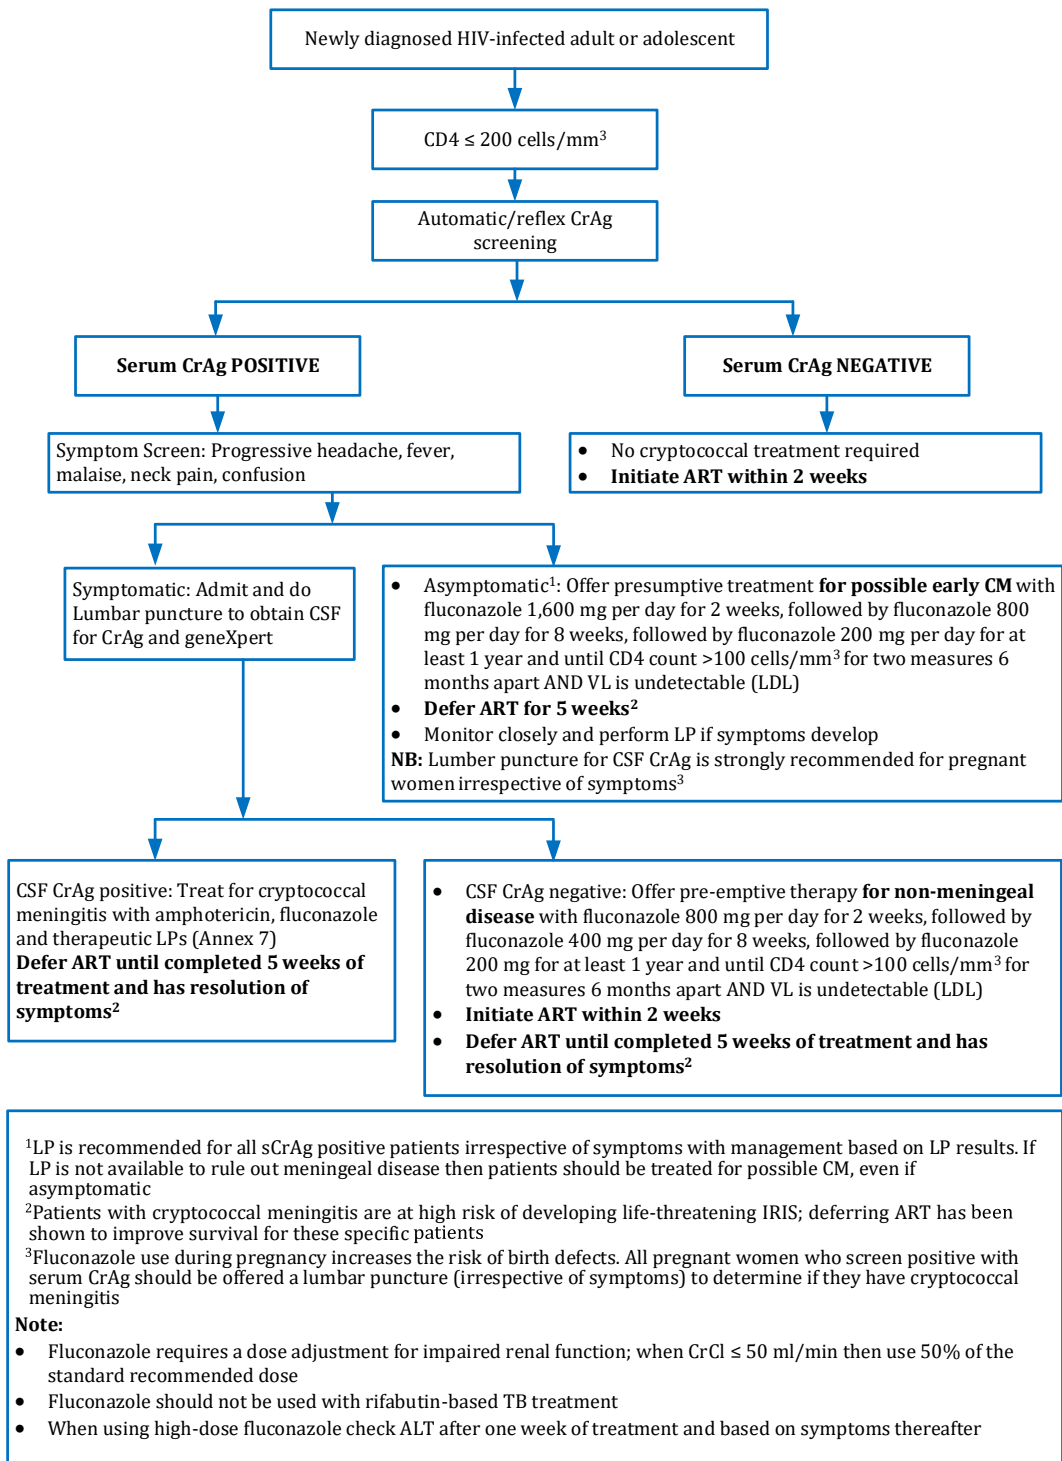 Newly diagnosed HIV-infected adult or adolescent
CD4 ≤ 200 cells/mm³
Automatic/reflex CrAg
screening
Serum CrAg POSITIVE
Serum CrAg NEGATIVE
Symptom Screen: Progressive headache, fever,
malaise, neck pain, confusion
• No cryptococcal treatment required
• Initiate ART within 2 weeks
Symptomatic: Admit and do
Lumbar puncture to obtain CSF
for CrAg and geneXpert
• Asymptomatic¹: Offer presumptive treatment for possible early CM with
fluconazole 1,600 mg per day for 2 weeks, followed by fluconazole 800
mg per day for 8 weeks, followed by fluconazole 200 mg per day for at
least 1 year and until CD4 count >100 cells/mm³ for two measures 6
months apart AND VL is undetectable (LDL)
• Defer ART for 5 weeks²
• Monitor closely and perform LP if symptoms develop
NB: Lumber puncture for CSF CrAg is strongly recommended for pregnant
women irrespective of symptoms³
CSF CrAg positive: Treat for cryptococcal
meningitis with amphotericin, fluconazole
and therapeutic LPs (Annex 7)
Defer ART until completed 5 weeks of
treatment and has resolution of
symptoms²
• CSF CrAg negative: Offer pre-emptive therapy for non-meningeal
disease with fluconazole 800 mg per day for 2 weeks, followed by
fluconazole 400 mg per day for 8 weeks, followed by fluconazole
200 mg for at least 1 year and until CD4 count >100 cells/mm³ for
two measures 6 months apart AND VL is undetectable (LDL)
• Initiate ART within 2 weeks
• Defer ART until completed 5 weeks of treatment and has
resolution of symptoms²
¹LP is recommended for all sCrAg positive patients irrespective of symptoms with management based on LP results. If
LP is not available to rule out meningeal disease then patients should be treated for possible CM, even if
asymptomatic
²Patients with cryptococcal meningitis are at high risk of developing life-threatening IRIS; deferring ART has been
shown to improve survival for these specific patients
³Fluconazole use during pregnancy increases the risk of birth defects. All pregnant women who screen positive with
serum CrAg should be offered a lumbar puncture (irrespective of symptoms) to determine if they have cryptococcal
meningitis
Note:
• Fluconazole requires a dose adjustment for impaired renal function; when CrCl ≤ 50 ml/min then use 50% of the
standard recommended dose
• Fluconazole should not be used with rifabutin-based TB treatment
• When using high-dose fluconazole check ALT after one week of treatment and based on symptoms thereafter